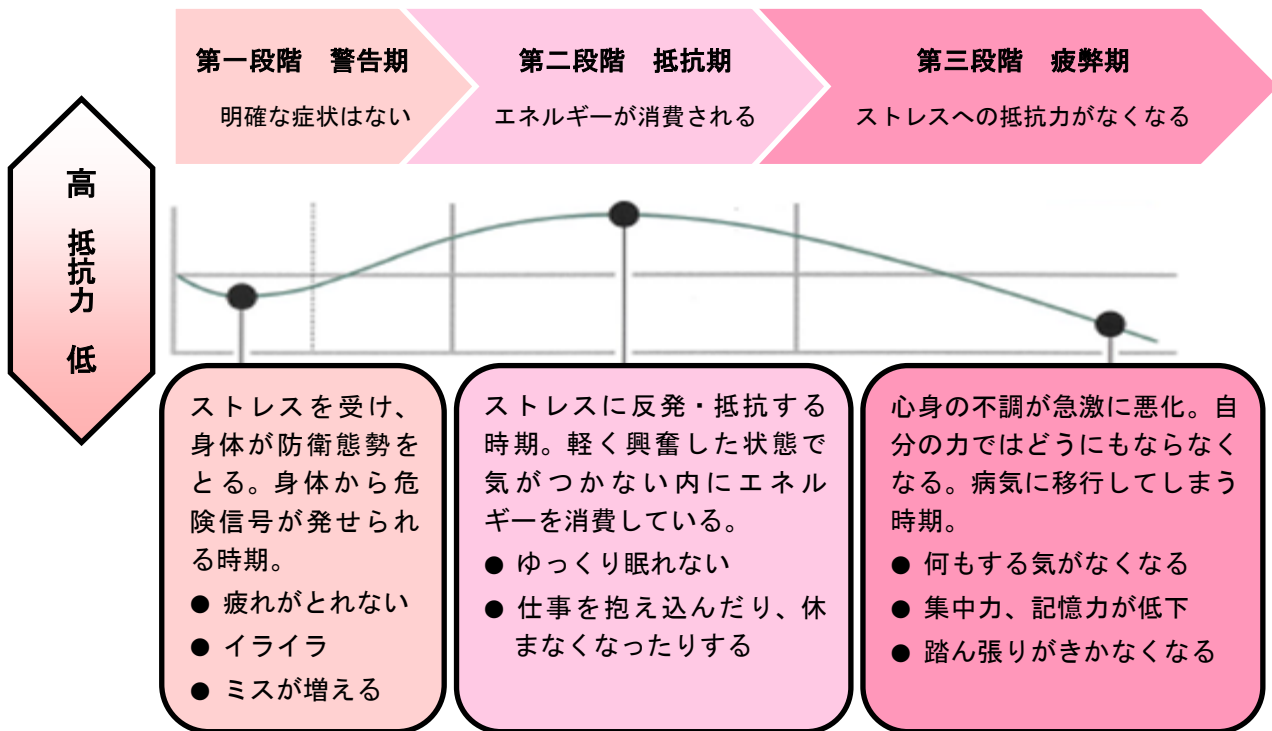 第一段階　警告期
明確な症状はない
第二段階　抵抗期
エネルギーが消費される
第三段階　疲弊期
ストレスへの抵抗力がなくなる
高　抵抗力　低
ストレスを受け、
身体が防衛態勢を
とる。身体から危
険信号が発せられ
る時期。
● 疲れがとれない
● イライラ
● ミスが増える
ストレスに反発・抵抗する
時期。軽く興奮した状態で
気がつかない内にエネル
ギーを消費している。
● ゆっくり眠れない
● 仕事を抱え込んだり、休
まなくなったりする
心身の不調が急激に悪化。自
分の力ではどうにもならなく
なる。病気に移行してしまう
時期。
● 何もする気がなくなる
● 集中力、記憶力が低下
● 踏ん張りがきかなくなる